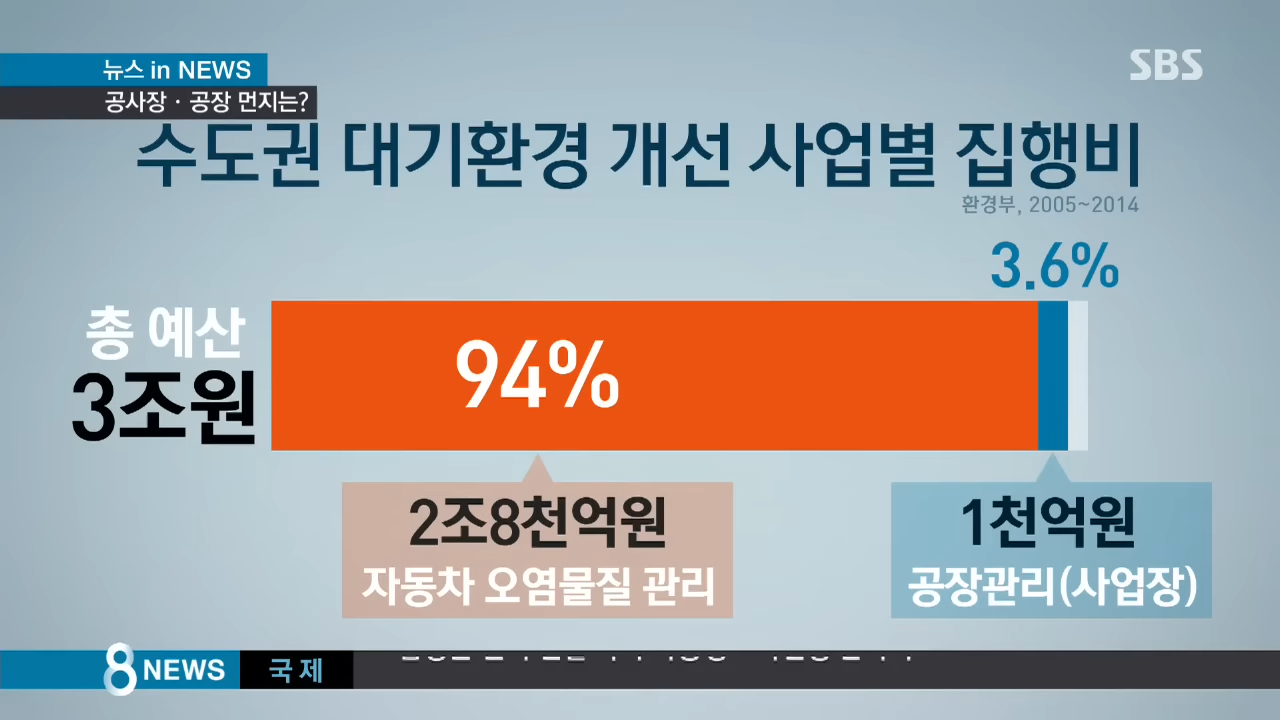 뉴스 in NEWS
SBS
공사장 · 공장 먼지는?
수도권 대기환경 개선 사업별 집행비
환경부, 2005~2014
3.6%
총 예산
3조원
94%
2조8천억원
자동차 오염물질 관리
1천억원
공장관리(사업장)
8 NEWS
국 제